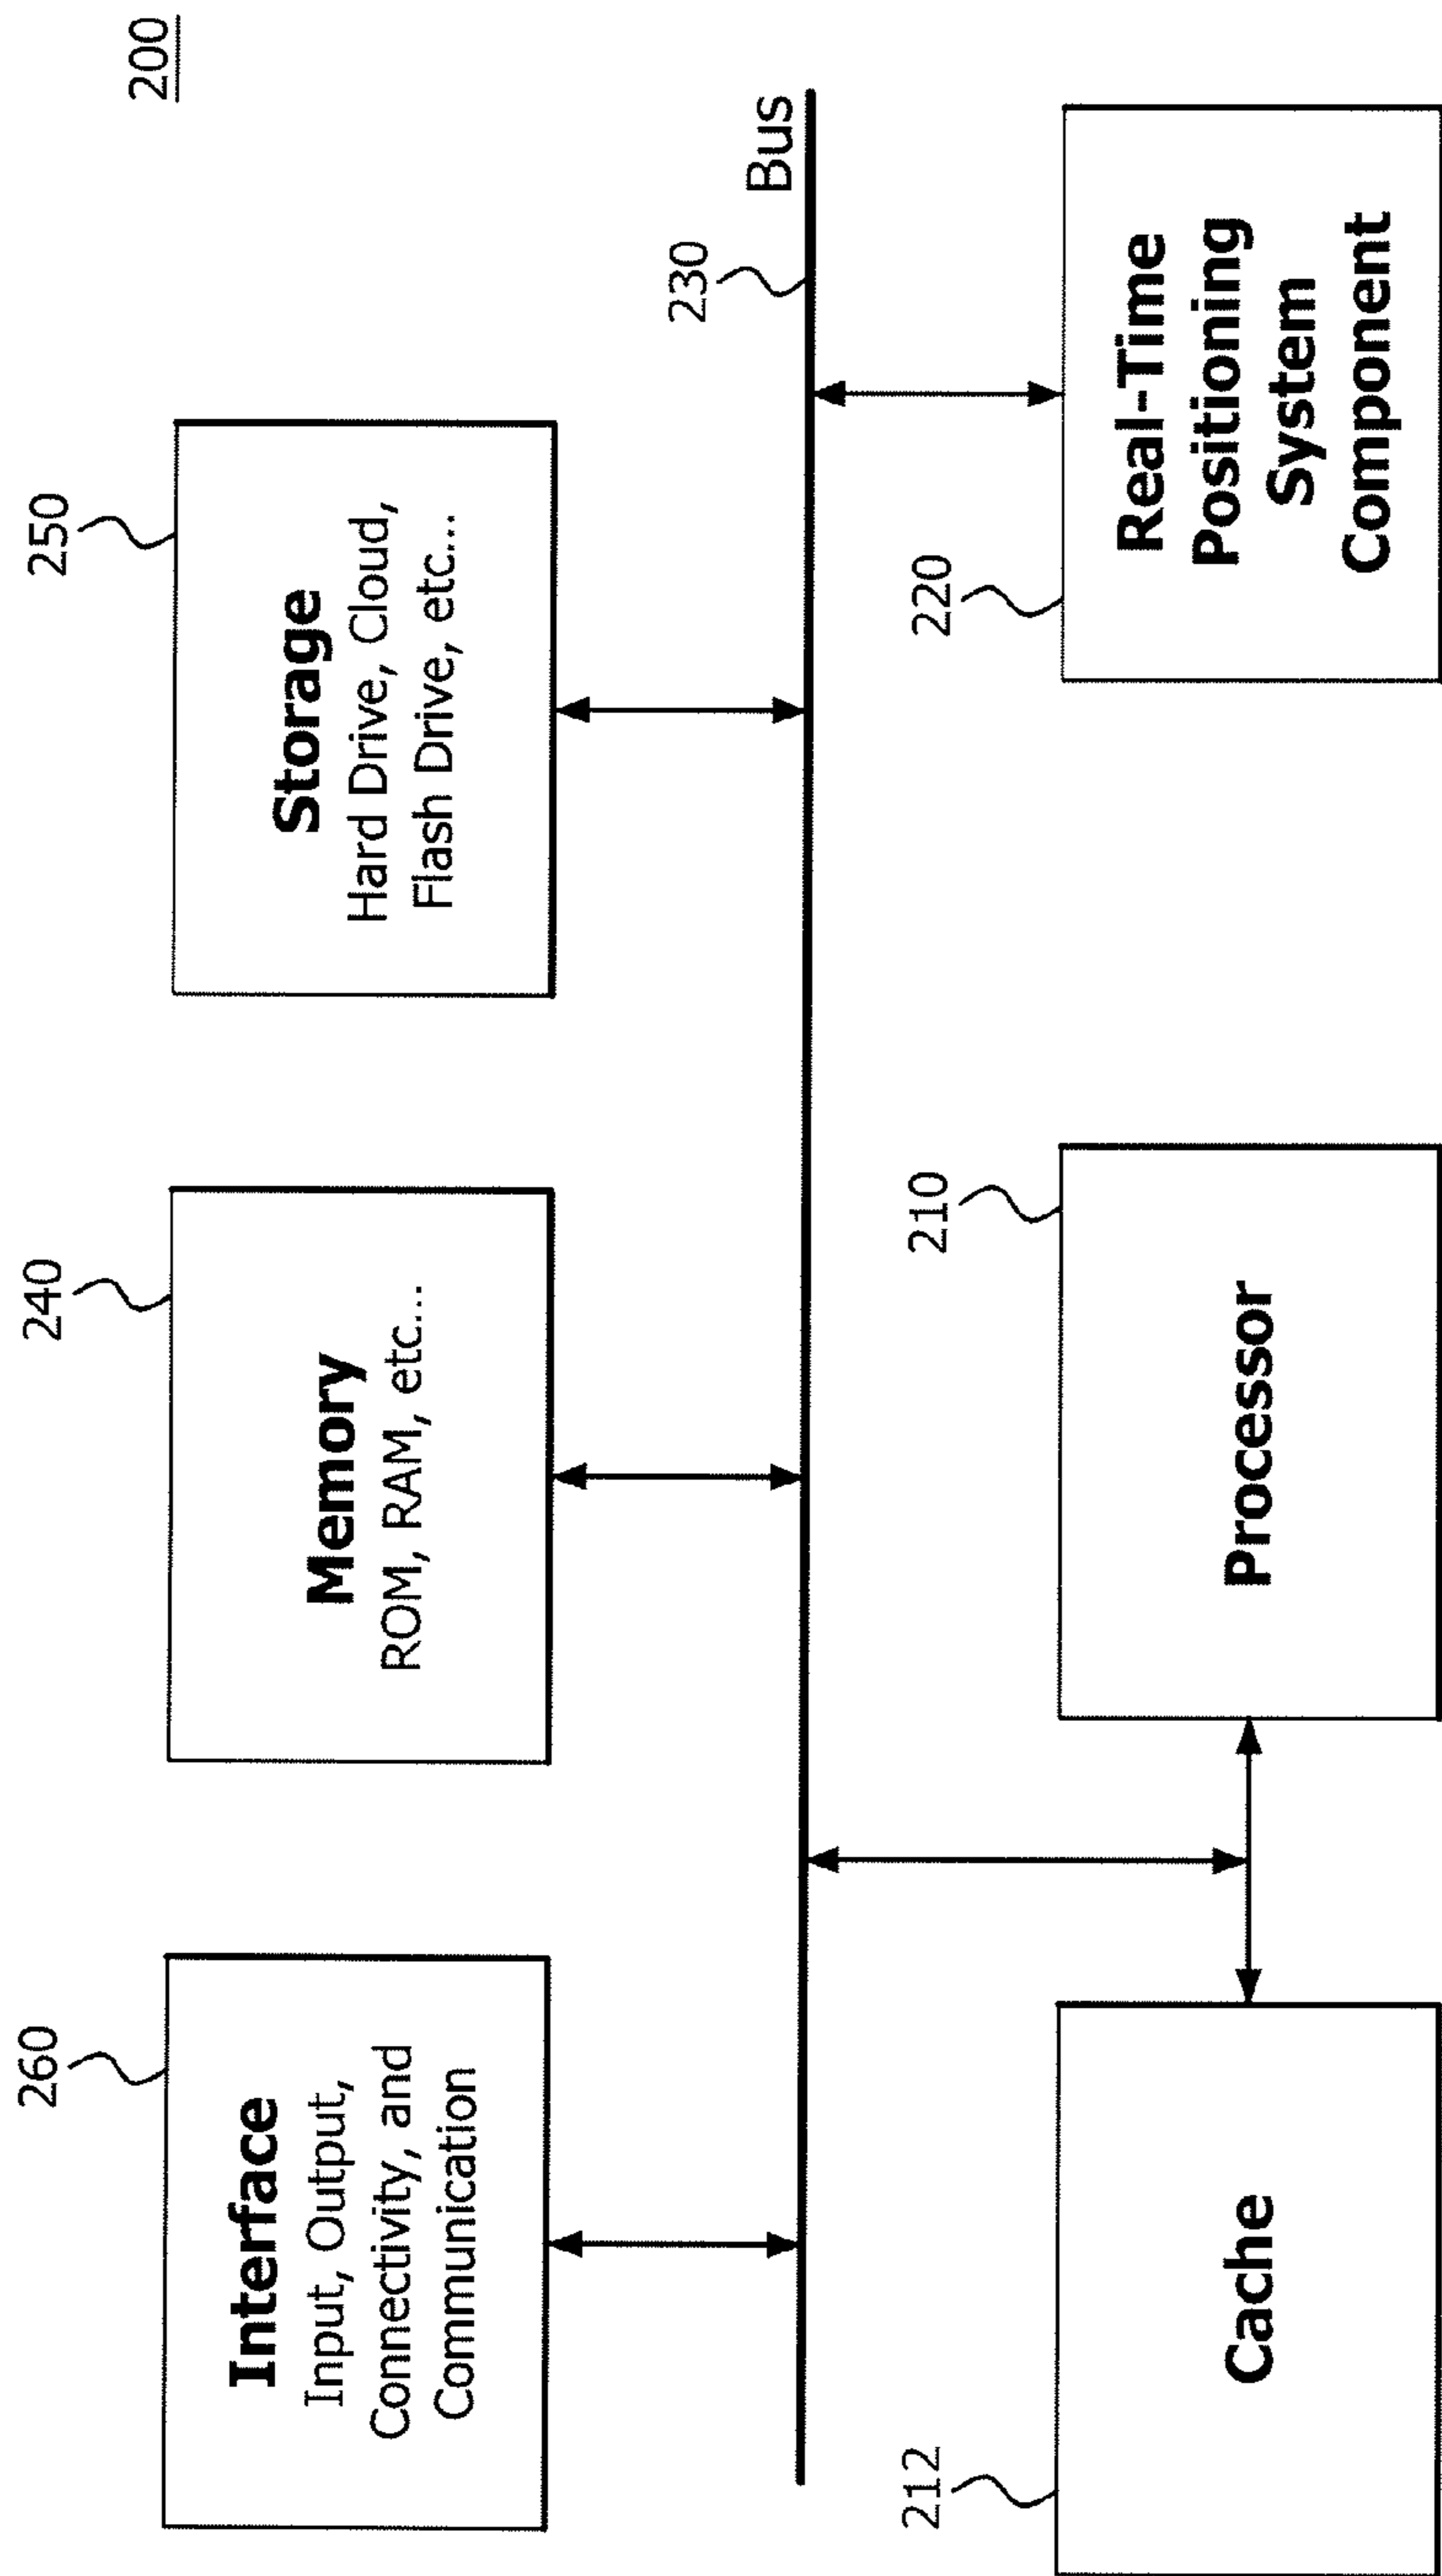 200
260
Interface
Input, Output,
Connectivity, and
Communication
240
Memory
ROM, RAM, etc...
250
Storage
Hard Drive, Cloud,
Flash Drive, etc...
230
Bus
212
Cache
210
Processor
220
Real-Time
Positioning
System
Component